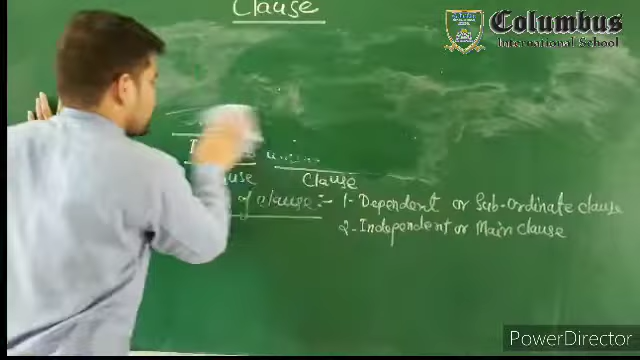 Clause
Columbus
International School
Clause
of clause :- 1- Dependent or Sub-Ordinate clause
2- Independent or Main Clause
PowerDirector